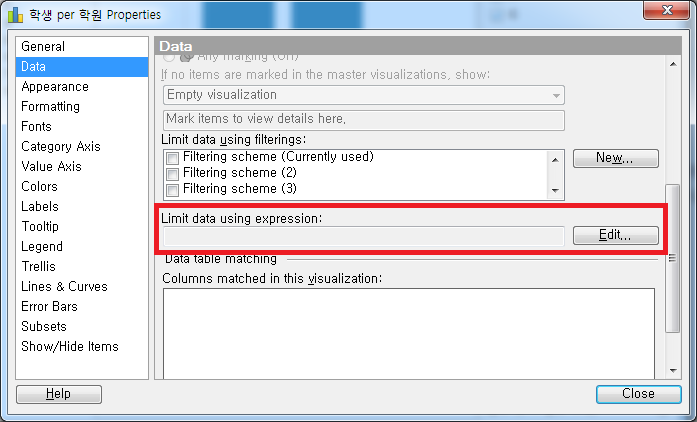 학생 per 학원 Properties
General
Data
Appearance
Formatting
Fonts
Category Axis
Value Axis
Colors
Labels
Tooltip
Legend
Trellis
Lines & Curves
Error Bars
Subsets
Show/Hide Items
Data
Any marking (Or)
If no items are marked in the master visualizations, show:
Empty visualization
Mark items to view details here.
Limit data using filterings:
Filtering scheme (Currently used)
Filtering scheme (2)
Filtering scheme (3)
New...
Limit data using expression:
Edit...
Data table matching
Columns matched in this visualization:
Help
Close